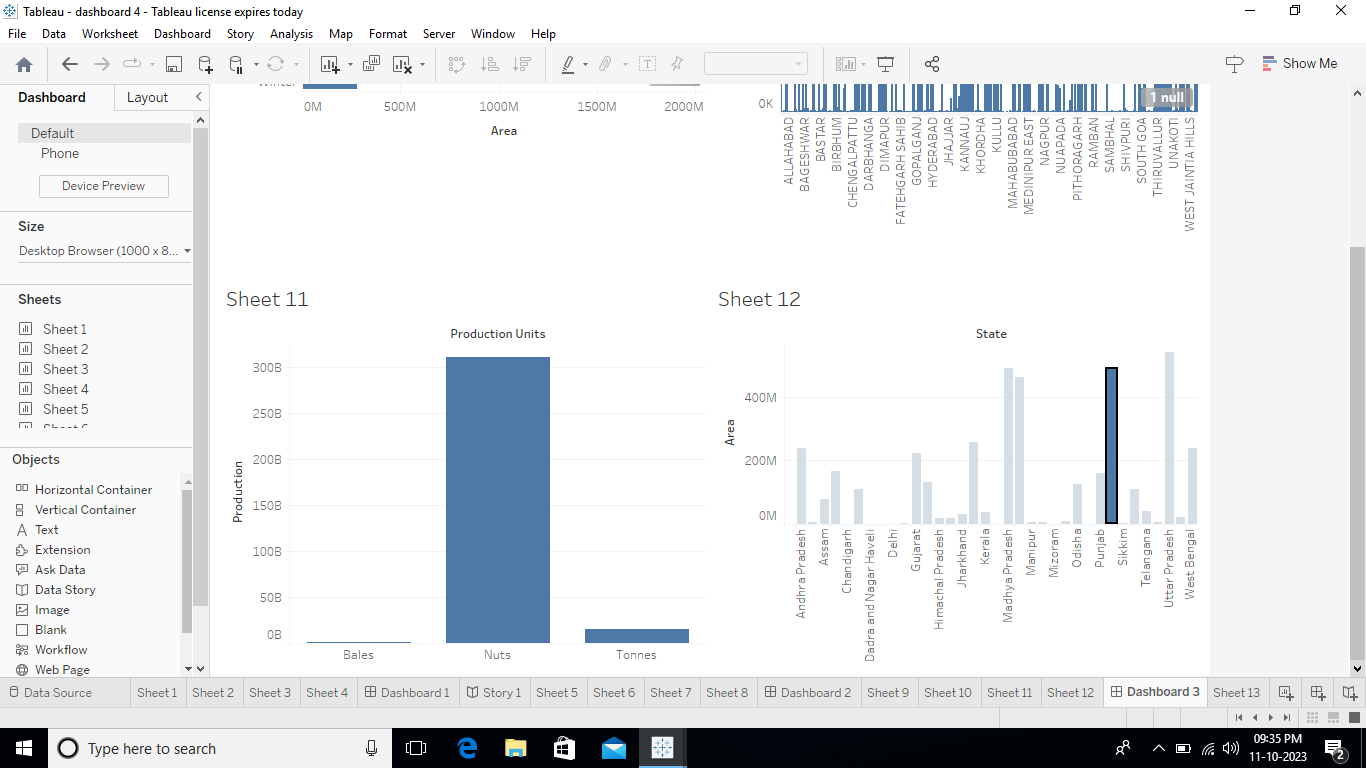 Tableau - dashboard 4 - Tableau license expires today
File Data Worksheet Dashboard Story Analysis Map Format Server Window Help
Show Me
Dashboard Layout
Default
Phone
Device Preview
Size
Desktop Browser (1000 x 8...
Sheets
Sheet 1
Sheet 2
Sheet 3
Sheet 4
Sheet 5
Objects
Horizontal Container
Vertical Container
Text
Extension
Ask Data
Data Story
Image
Blank
Workflow
Web Page
0M 500M 1000M 1500M 2000M
Area
0K
1 null
ALLAHABAD
BAGESHWAR
BASTAR
BIRBHUM
CHENGALPATTU
DARBHANGA
DIMAPUR
FATEHGARH SAHIB
GOPALGANJ
HYDERABAD
JHAJJAR
KANNAUJ
KHORDHA
KULLU
MAHABUBABAD
MEDINIPUR EAST
NAGPUR
NUAPADA
PITHORAGARH
RAMBAN
SAMBHAL
SHIVPURI
SOUTH GOA
THIRUVALLUR
UNAKOTI
WEST JAINTIA HILLS
Sheet 11
Production Units
Production
300B
250B
200B
150B
100B
50B
0B
Bales Nuts Tonnes
Sheet 12
State
Area
400M
200M
0M
Andhra Pradesh
Assam
Chandigarh
Dadra and Nagar Haveli
Delhi
Gujarat
Himachal Pradesh
Jharkhand
Kerala
Madhya Pradesh
Manipur
Mizoram
Odisha
Punjab
Sikkim
Telangana
Uttar Pradesh
West Bengal
Data Source Sheet 1 Sheet 2 Sheet 3 Sheet 4 Dashboard 1 Story 1 Sheet 5 Sheet 6 Sheet 7 Sheet 8 Dashboard 2 Sheet 9 Sheet 10 Sheet 11 Sheet 12 Dashboard 3 Sheet 13
Type here to search
09:35 PM
11-10-2023
2